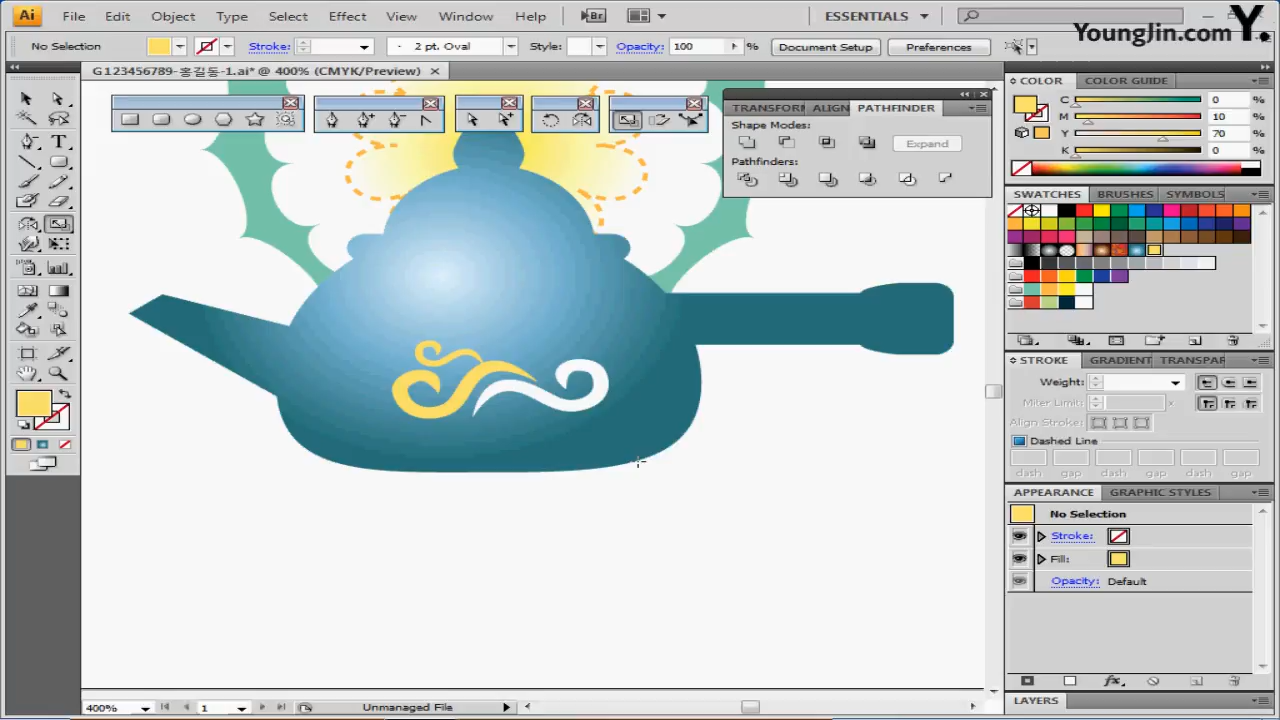 Ai File Edit Object Type Select Effect View Window Help Br ESSENTIALS
YoungJin.com Y.
No Selection Stroke: 2 pt. Oval Style: Opacity: 100 % Document Setup Preferences
G123456789-홍길동-1.ai* @ 400% (CMYK/Preview)
TRANSFORM ALIGN PATHFINDER
Shape Modes:
Expand
Pathfinders:
COLOR COLOR GUIDE
C 0 %
M 10 %
Y 70 %
K 0 %
SWATCHES BRUSHES SYMBOLS
STROKE GRADIENT TRANSPAR
Weight:
Miter Limit: x
Align Stroke:
Dashed Line
dash gap dash gap dash gap
APPEARANCE GRAPHIC STYLES
No Selection
Stroke:
Fill:
Opacity: Default
fx
LAYERS
400% 1 Unmanaged File